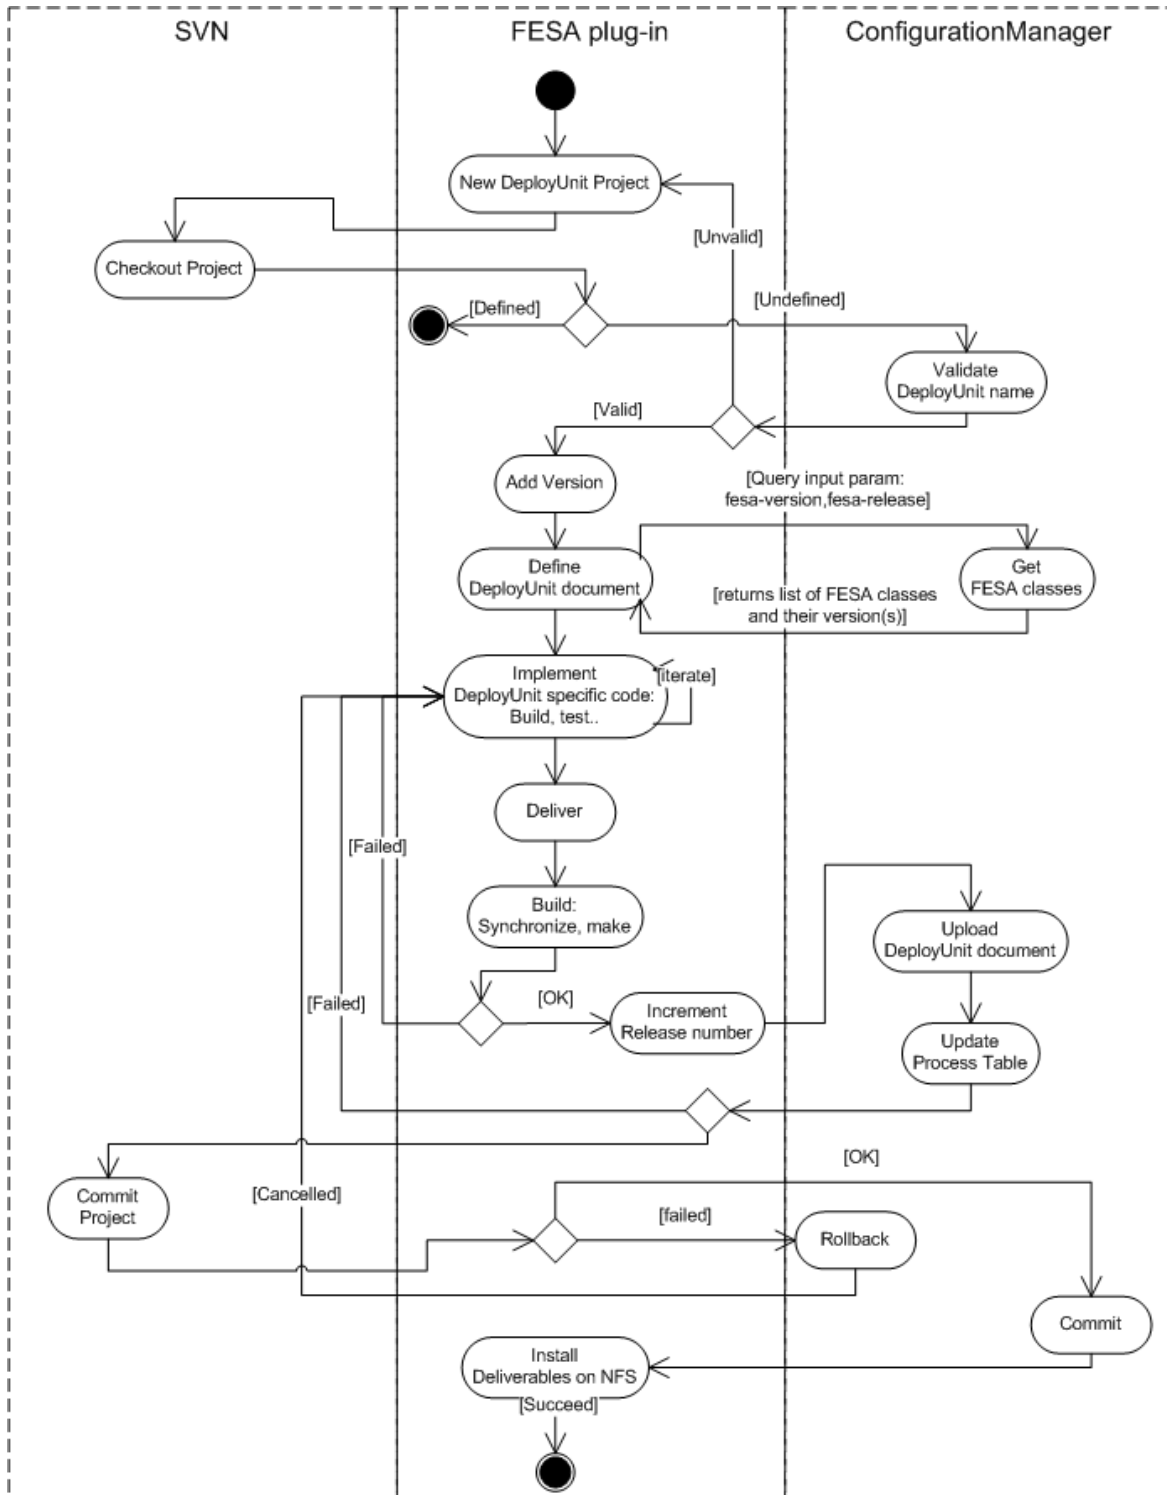 SVN
FESA plug-in
ConfigurationManager
New DeployUnit Project
[Unvalid]
Checkout Project
[Defined]
[Undefined]
Validate
DeployUnit name
[Valid]
Add Version
[Query input param:
fesa-version,fesa-release]
Define
DeployUnit document
Get
FESA classes
[returns list of FESA classes
and their version(s)]
Implement
DeployUnit specific code:
Build, test..
[iterate]
Deliver
[Failed]
Build:
Synchronize, make
Upload
DeployUnit document
[Failed]
[OK]
Increment
Release number
Update
Process Table
[OK]
Commit
Project
[Cancelled]
[failed]
Rollback
Commit
Install
Deliverables on NFS
[Succeed]